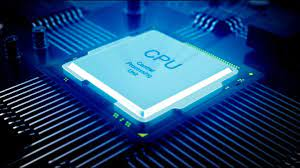 CPU
Central
Processing
Unit